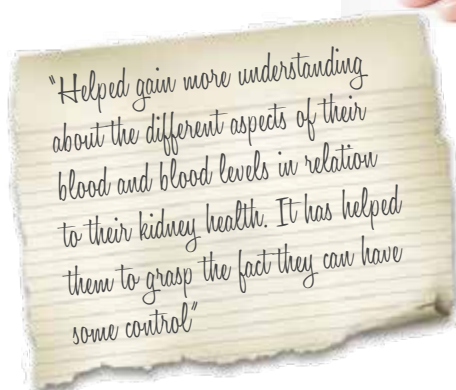 "Helped gain more understanding
about the different aspects of their
blood and blood levels in relation
to their kidney health. It has helped
them to grasp the fact they can have
some control"